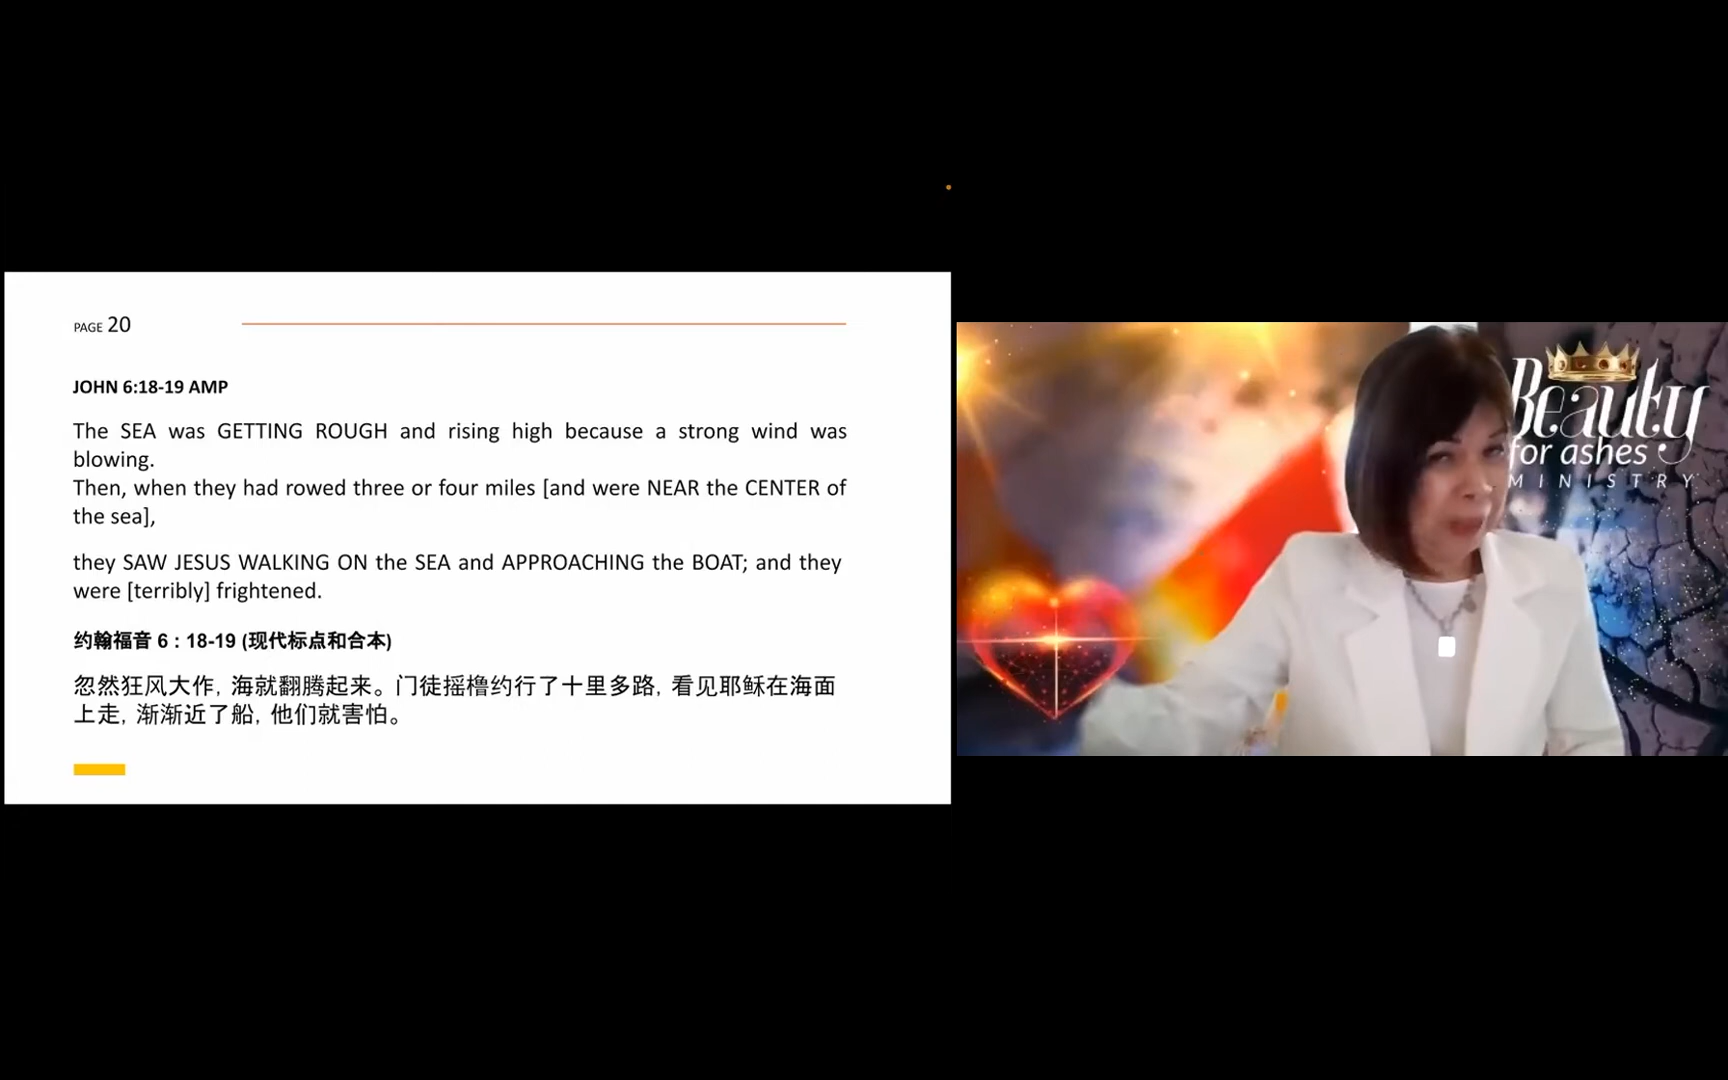 PAGE 20
JOHN 6:18-19 AMP
The SEA was GETTING ROUGH and rising high because a strong wind was
blowing.
Then, when they had rowed three or four miles [and were NEAR the CENTER of
the sea],
they SAW JESUS WALKING ON the SEA and APPROACHING the BOAT; and they
were [terribly] frightened.
约翰福音 6 : 18-19 (现代标点和合本)
忽然狂风大作, 海就翻腾起来。门徒摇橹约行了十里多路, 看见耶稣在海面
上走, 渐渐近了船, 他们就害怕。
Beauty
for ashes
MINISTRY